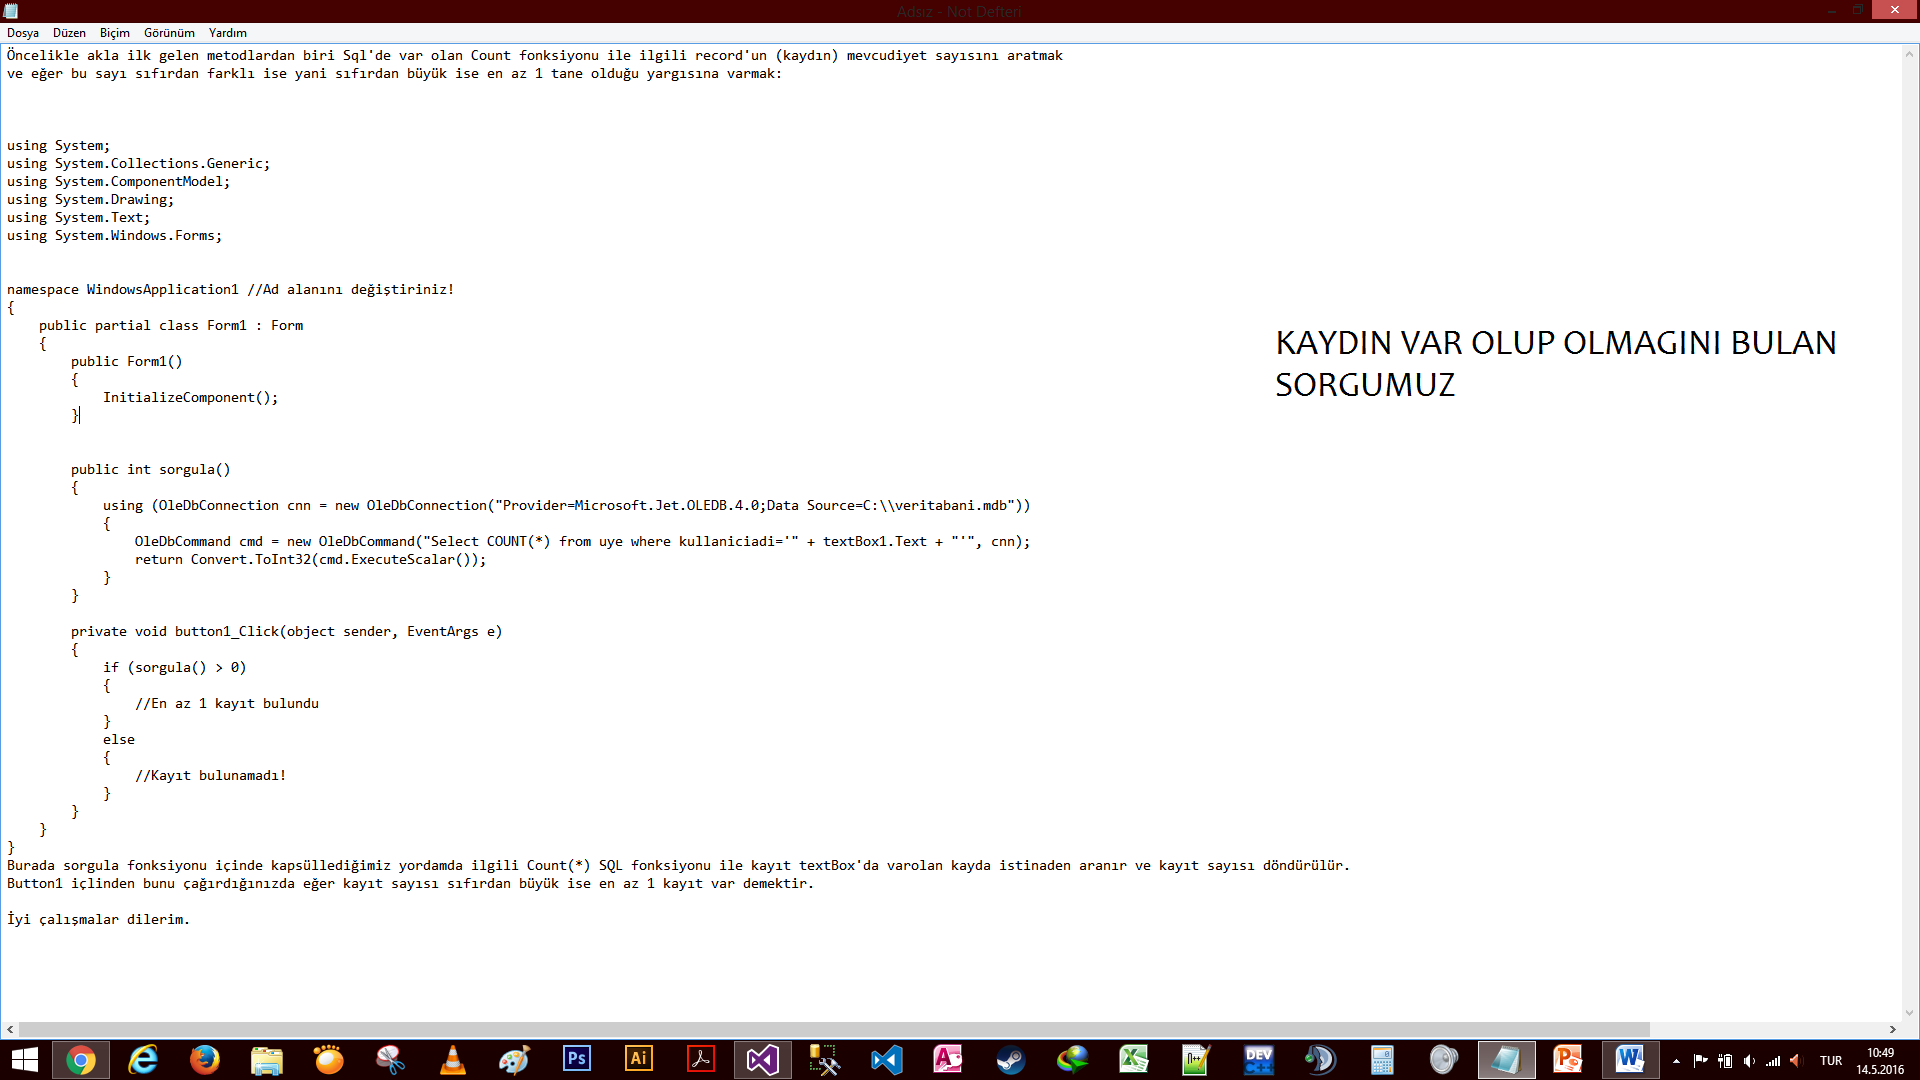 Adsız - Not Defteri
Dosya Düzen Biçim Görünüm Yardım
Öncelikle akla ilk gelen metodlardan biri Sql'de var olan Count fonksiyonu ile ilgili record'un (kaydın) mevcudiyet sayısını aratmak
ve eğer bu sayı sıfırdan farklı ise yani sıfırdan büyük ise en az 1 tane olduğu yargısına varmak:
using System;
using System.Collections.Generic;
using System.ComponentModel;
using System.Drawing;
using System.Text;
using System.Windows.Forms;
namespace WindowsApplication1 //Ad alanını değiştiriniz!
{
    public partial class Form1 : Form
    {
        public Form1()
        {
            InitializeComponent();
        }
        public int sorgula()
        {
            using (OleDbConnection cnn = new OleDbConnection("Provider=Microsoft.Jet.OLEDB.4.0;Data Source=C:\\veritabani.mdb"))
            {
                OleDbCommand cmd = new OleDbCommand("Select COUNT(*) from uye where kullaniciadi='" + textBox1.Text + "'", cnn);
                return Convert.ToInt32(cmd.ExecuteScalar());
            }
        }
        private void button1_Click(object sender, EventArgs e)
        {
            if (sorgula() > 0)
            {
                //En az 1 kayıt bulundu
            }
            else
            {
                //Kayıt bulunamadı!
            }
        }
    }
}
Burada sorgula fonksiyonu içinde kapsüllediğimiz yordamda ilgili Count(*) SQL fonksiyonu ile kayıt textBox'da varolan kayda istinaden aranır ve kayıt sayısı döndürülür.
Button1 içlinden bunu çağırdığınızda eğer kayıt sayısı sıfırdan büyük ise en az 1 kayıt var demektir.
İyi çalışmalar dilerim.
KAYDIN VAR OLUP OLMAGINI BULAN
SORGUMUZ
Ps
Ai
DEV
C++
TUR
10:49
14.5.2016